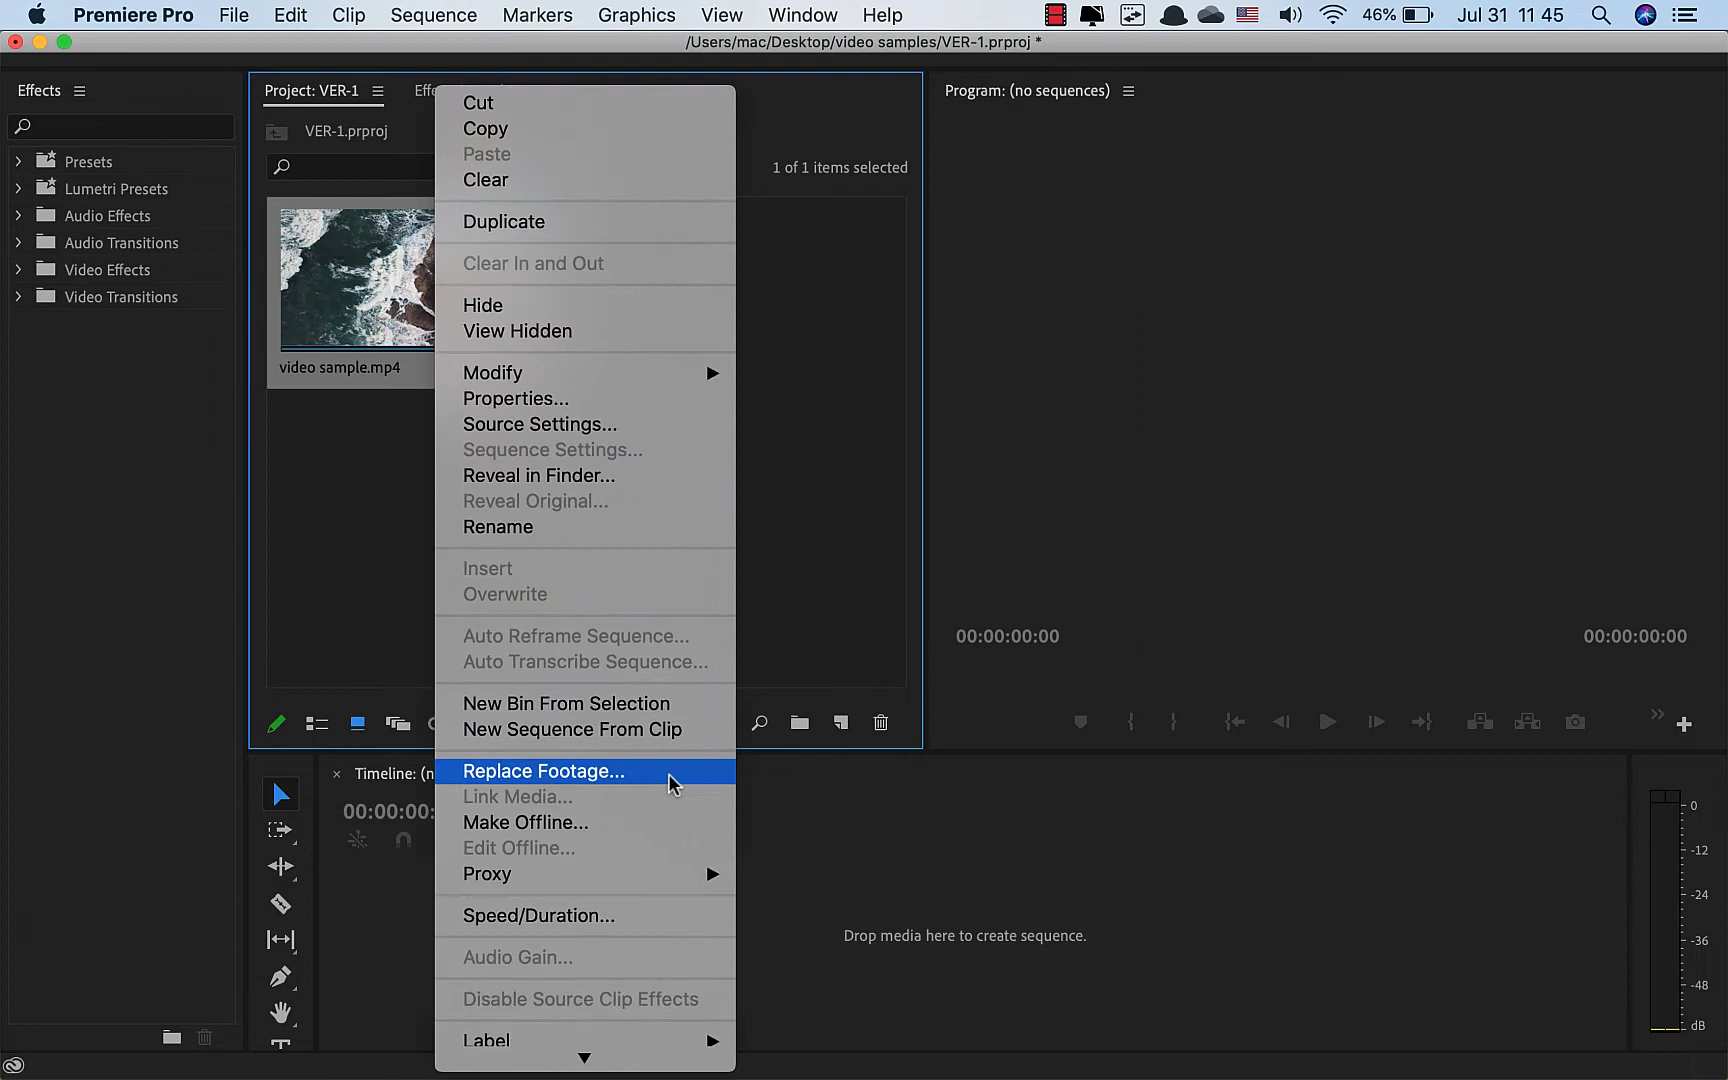 Premiere Pro File Edit Clip Sequence Markers Graphics View Window Help 46% Jul 31 11 45
/Users/mac/Desktop/video samples/VER-1.prproj *
Effects
Presets
Lumetri Presets
Audio Effects
Audio Transitions
Video Effects
Video Transitions
Project: VER-1 Effe
VER-1.prproj
1 of 1 items selected
video sample.mp4
Cut
Copy
Paste
Clear
Duplicate
Clear In and Out
Hide
View Hidden
Modify
Properties...
Source Settings...
Sequence Settings...
Reveal in Finder...
Reveal Original...
Rename
Insert
Overwrite
Auto Reframe Sequence...
Auto Transcribe Sequence...
New Bin From Selection
New Sequence From Clip
Replace Footage...
Link Media...
Make Offline...
Edit Offline...
Proxy
Speed/Duration...
Audio Gain...
Disable Source Clip Effects
Label
Program: (no sequences)
00:00:00:00 00:00:00:00
× Timeline: (n
00:00:00:
Drop media here to create sequence.
0
-12
-24
-36
-48
dB